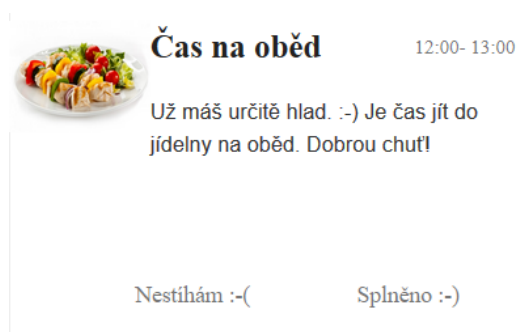 Čas na oběd 12:00- 13:00
Už máš určitě hlad. :-) Je čas jít do
jídelny na oběd. Dobrou chuť!
Nestíhám :-( Splněno :-)